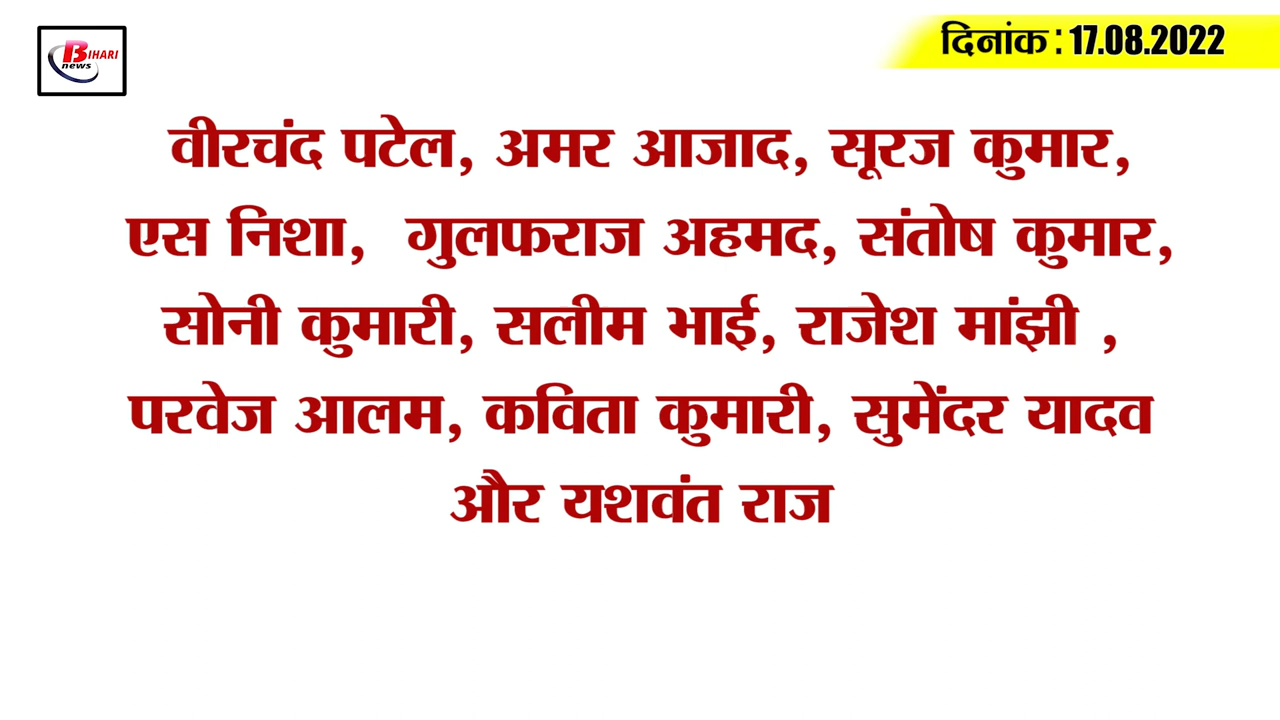 BIHARI
news
दिनांक : 17.08.2022
वीरचंद पटेल, अमर आजाद, सूरज कुमार,
एस निशा, गुलफराज अहमद, संतोष कुमार,
सोनी कुमारी, सलीम भाई, राजेश मांझी ,
परवेज आलम, कविता कुमारी, सुमेंदर यादव
और यशवंत राज